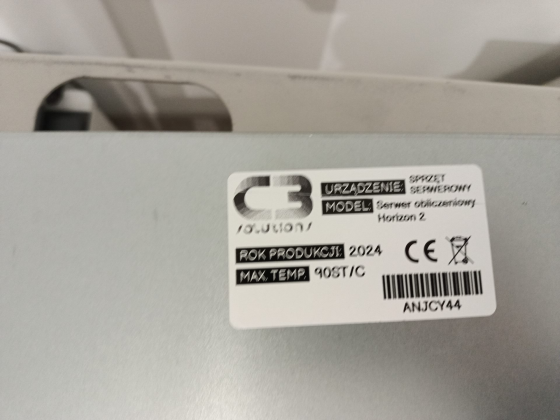 C3
solutions
URZĄDZENIE: SPRZĘT SERWEROWY
MODEL: Serwer obliczeniowy
Horizon 2
ROK PRODUKCJI: 2024
MAX. TEMP. 90ST/C
CE
ANJCY44